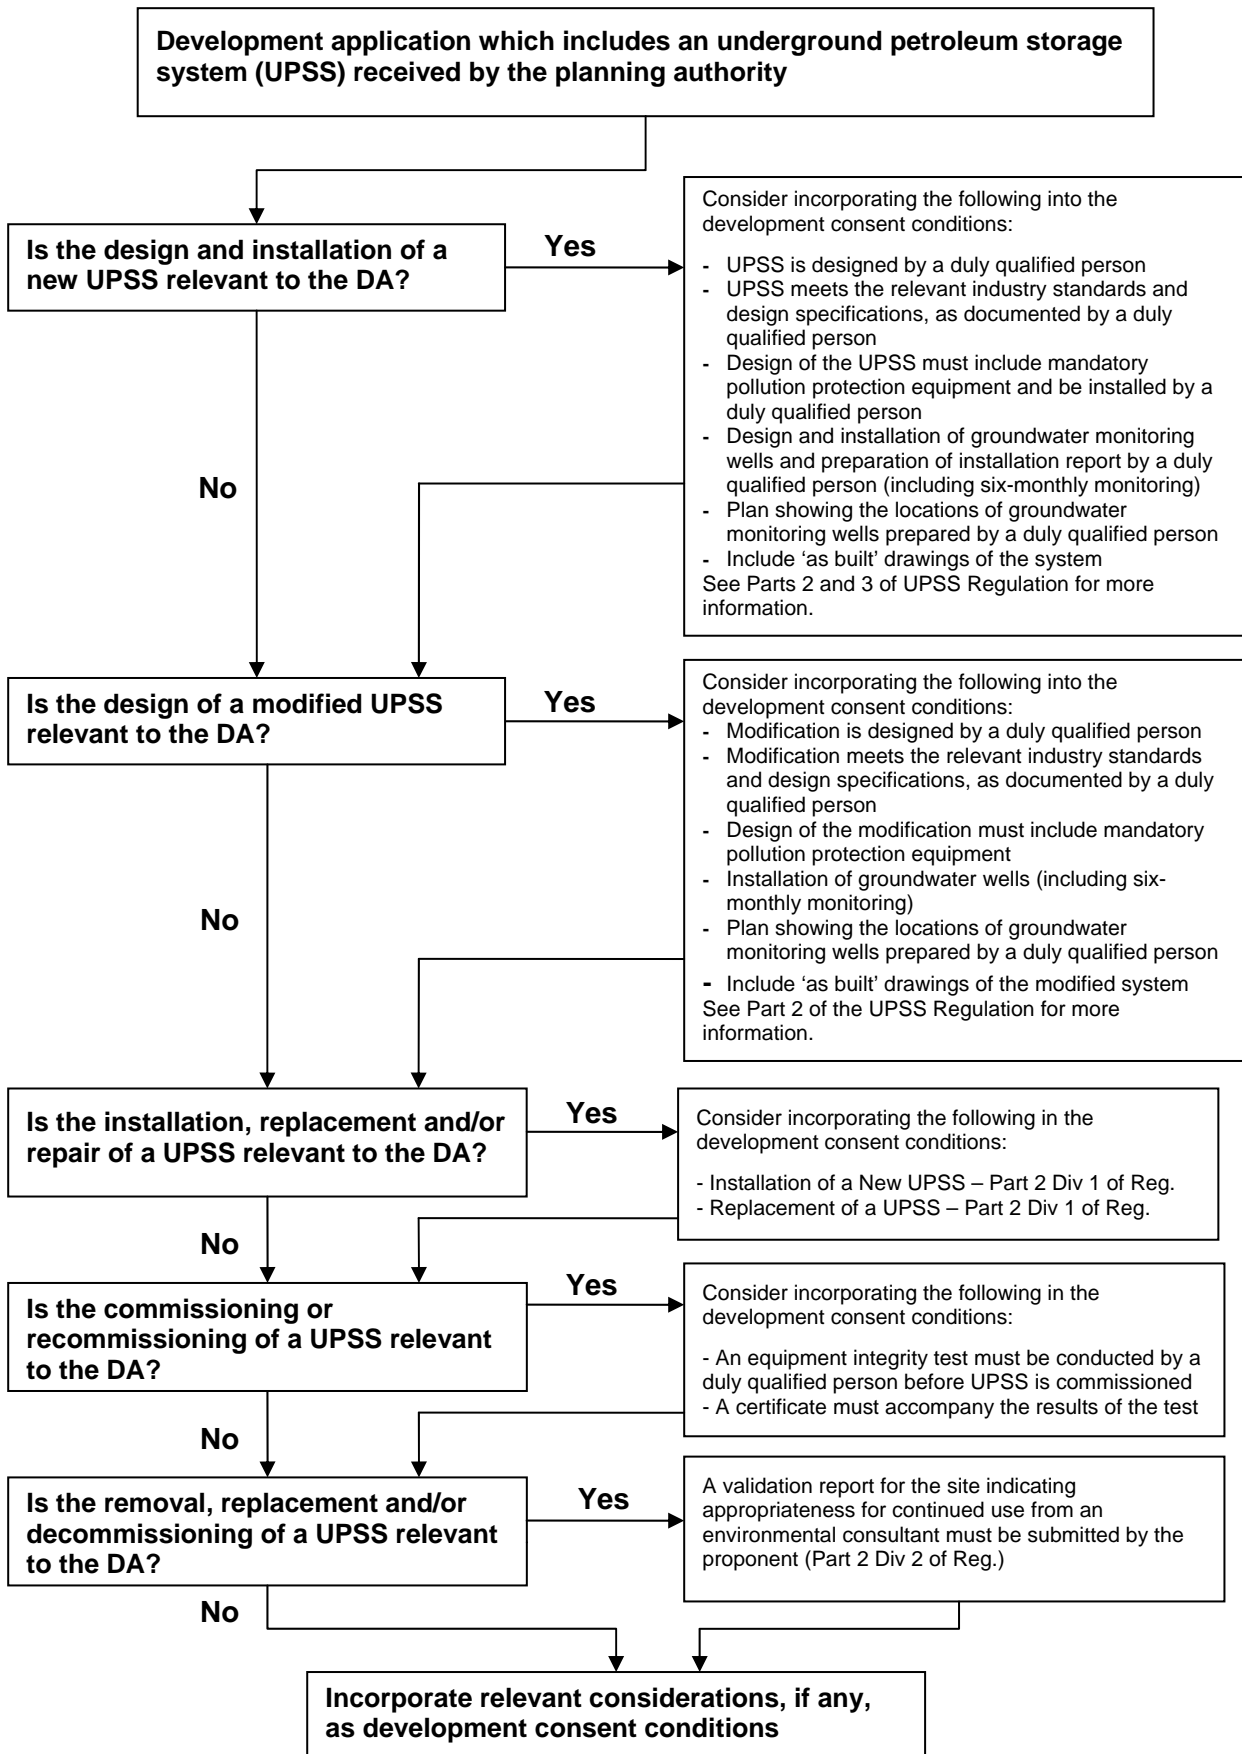 Development application which includes an underground petroleum storage
system (UPSS) received by the planning authority
Is the design and installation of a
new UPSS relevant to the DA?
Yes
Consider incorporating the following into the
development consent conditions:
- UPSS is designed by a duly qualified person
- UPSS meets the relevant industry standards and
design specifications, as documented by a duly
qualified person
- Design of the UPSS must include mandatory
pollution protection equipment and be installed by a
duly qualified person
- Design and installation of groundwater monitoring
wells and preparation of installation report by a duly
qualified person (including six-monthly monitoring)
- Plan showing the locations of groundwater
monitoring wells prepared by a duly qualified person
- Include ‘as built’ drawings of the system
See Parts 2 and 3 of UPSS Regulation for more
information.
No
Is the design of a modified UPSS
relevant to the DA?
Yes
Consider incorporating the following into the
development consent conditions:
- Modification is designed by a duly qualified person
- Modification meets the relevant industry standards
and design specifications, as documented by a duly
qualified person
- Design of the modification must include mandatory
pollution protection equipment
- Installation of groundwater wells (including six-
monthly monitoring)
- Plan showing the locations of groundwater
monitoring wells prepared by a duly qualified person
- Include ‘as built’ drawings of the modified system
See Part 2 of the UPSS Regulation for more
information.
No
Is the installation, replacement and/or
repair of a UPSS relevant to the DA?
Yes
Consider incorporating the following in the
development consent conditions:
- Installation of a New UPSS – Part 2 Div 1 of Reg.
- Replacement of a UPSS – Part 2 Div 1 of Reg.
No
Is the commissioning or
recommissioning of a UPSS relevant
to the DA?
Yes
Consider incorporating the following in the
development consent conditions:
- An equipment integrity test must be conducted by a
duly qualified person before UPSS is commissioned
- A certificate must accompany the results of the test
No
Is the removal, replacement and/or
decommissioning of a UPSS relevant
to the DA?
Yes
A validation report for the site indicating
appropriateness for continued use from an
environmental consultant must be submitted by the
proponent (Part 2 Div 2 of Reg.)
No
Incorporate relevant considerations, if any,
as development consent conditions